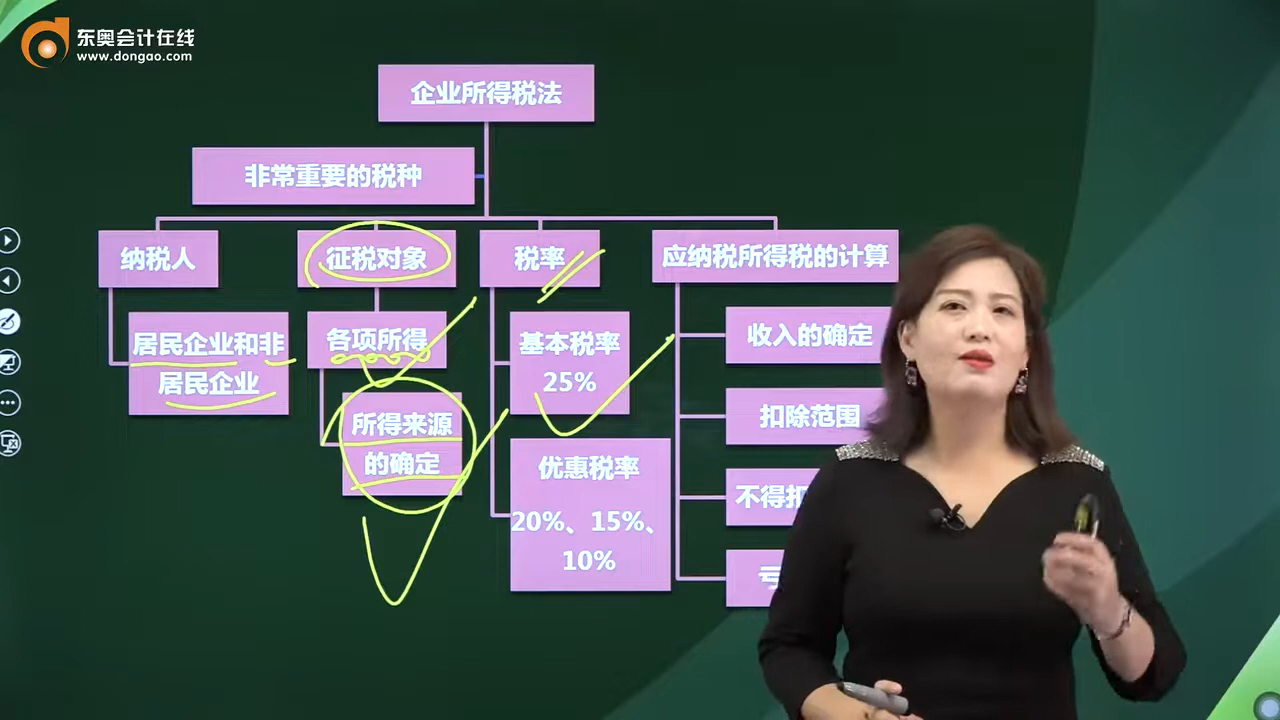 东奥会计在线
www.dongao.com
企业所得税法
非常重要的税种
纳税人
征税对象
税率
应纳税所得税的计算
居民企业和非
居民企业
各项所得
所得来源
的确定
基本税率
25%
优惠税率
20%、15%、
10%
收入的确定
扣除范围
不得扣